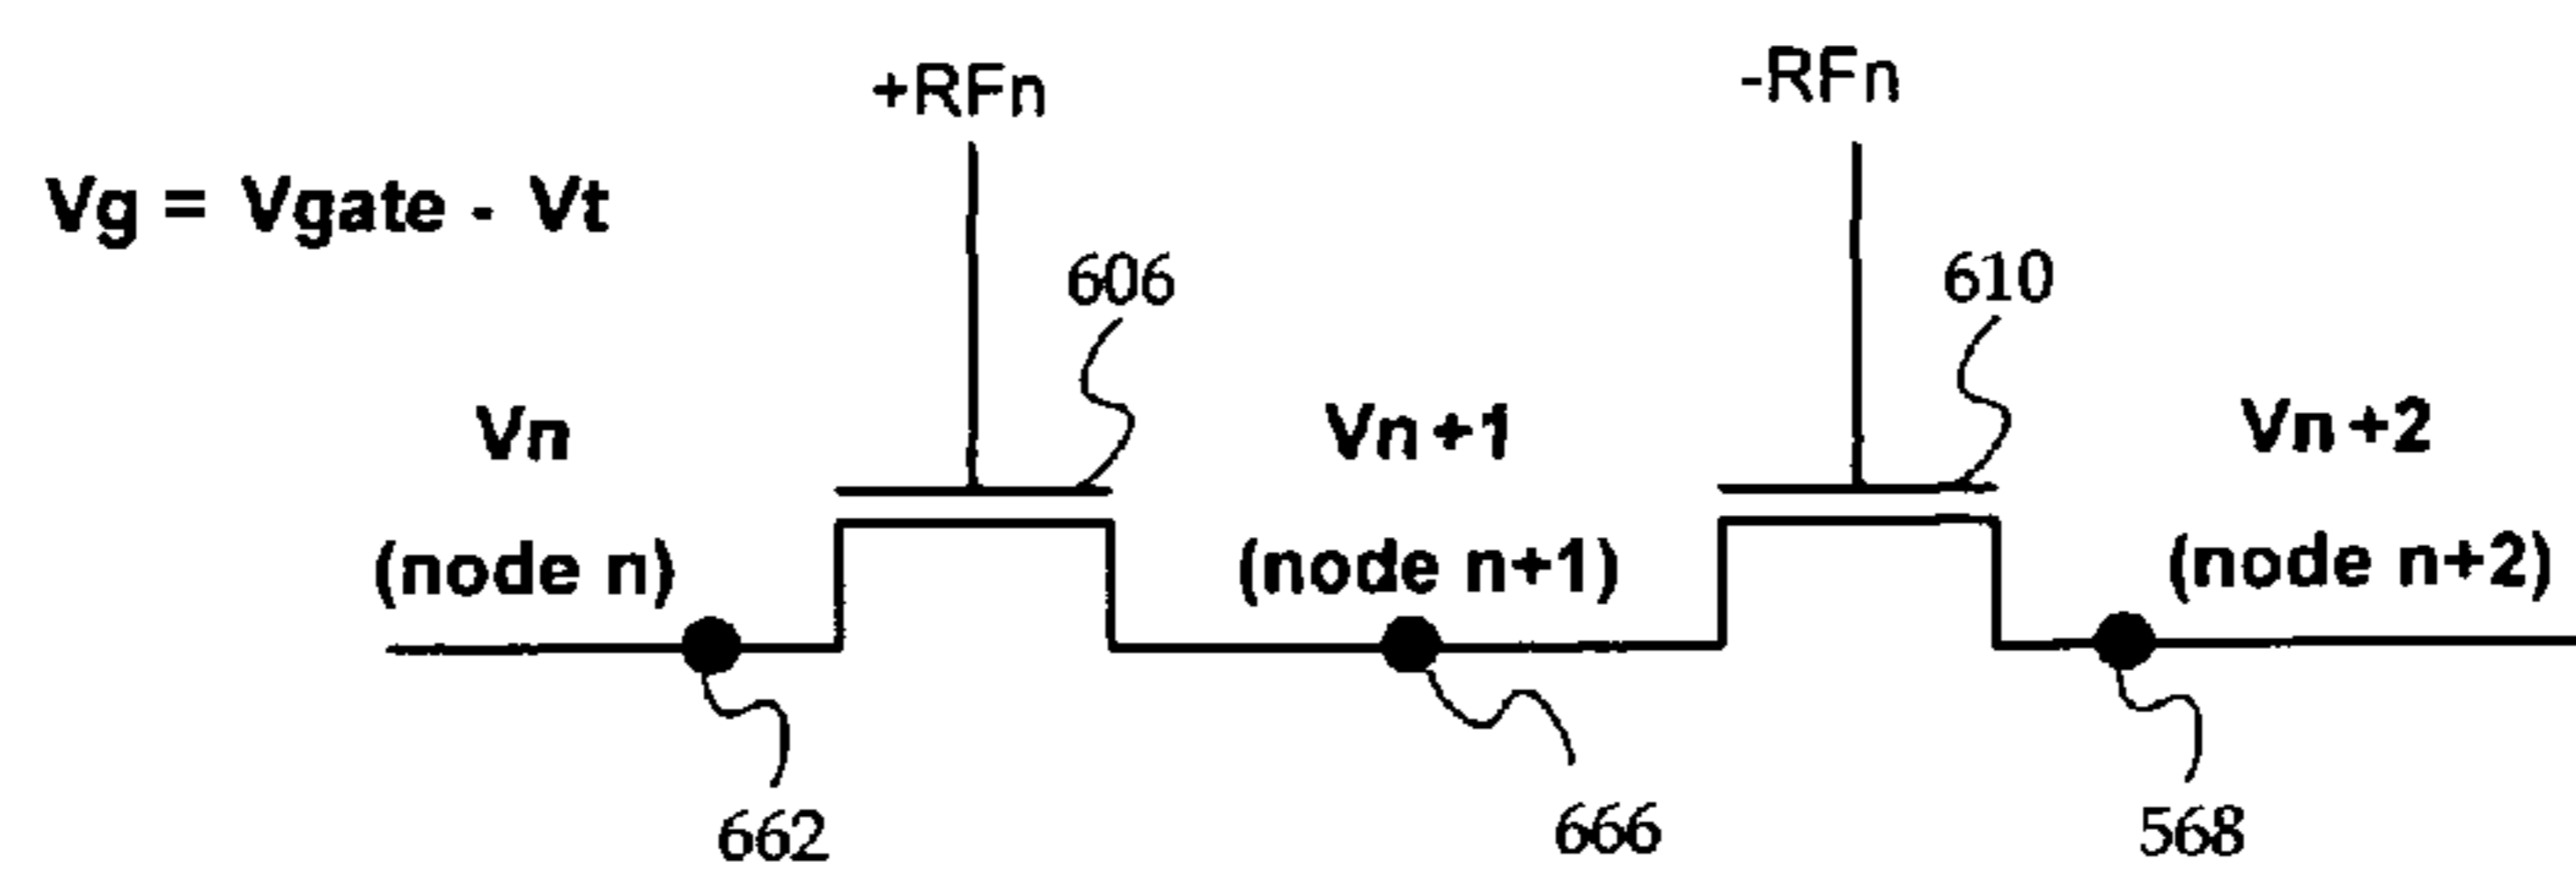 +RFn
-RFn
Vg = Vgate - Vt
606
610
Vn
Vn+1
Vn+2
(node n)
(node n+1)
(node n+2)
662
666
568